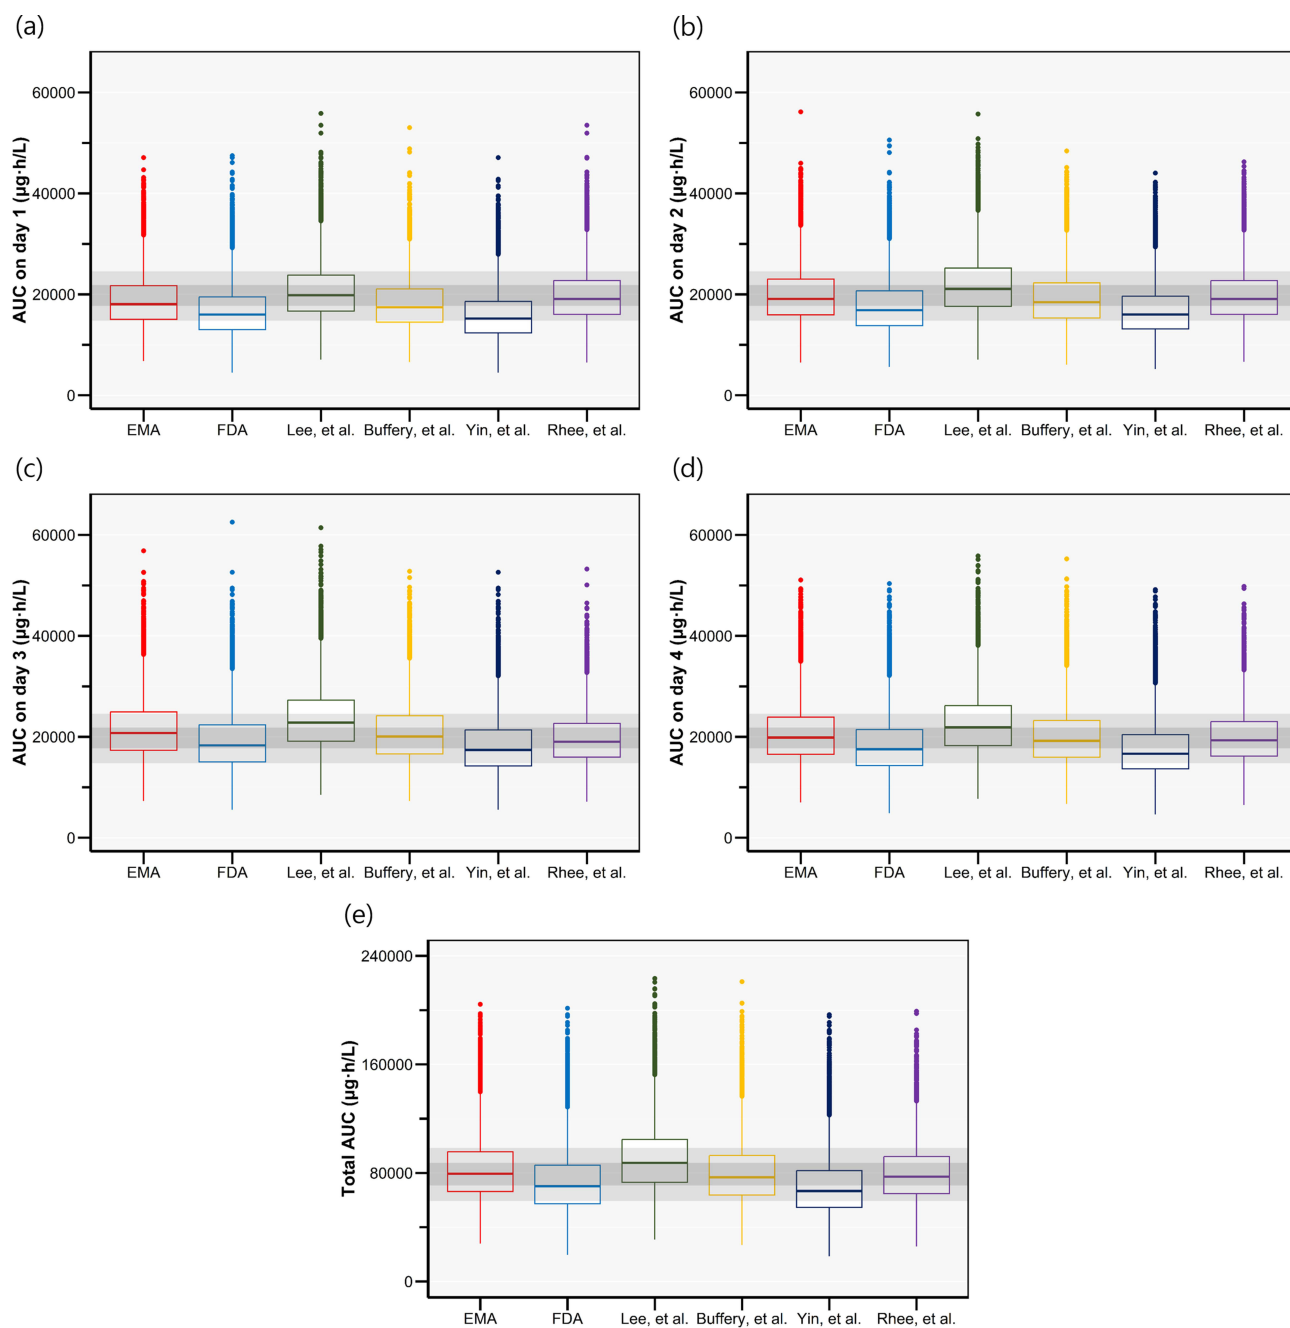 (a)
AUC on day 1 (µg·h/L)
60000
40000
20000
0
EMA FDA Lee, et al. Buffery, et al. Yin, et al. Rhee, et al.
(b)
AUC on day 2 (µg·h/L)
60000
40000
20000
0
EMA FDA Lee, et al. Buffery, et al. Yin, et al. Rhee, et al.
(c)
AUC on day 3 (µg·h/L)
60000
40000
20000
0
EMA FDA Lee, et al. Buffery, et al. Yin, et al. Rhee, et al.
(d)
AUC on day 4 (µg·h/L)
60000
40000
20000
0
EMA FDA Lee, et al. Buffery, et al. Yin, et al. Rhee, et al.
(e)
Total AUC (µg·h/L)
240000
160000
80000
0
EMA FDA Lee, et al. Buffery, et al. Yin, et al. Rhee, et al.